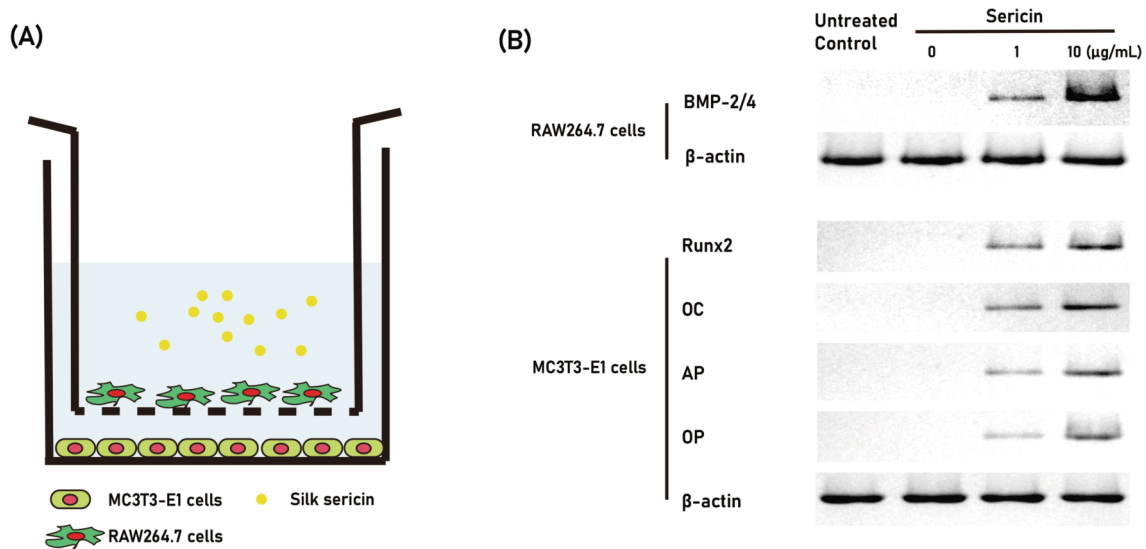 (A)
MC3T3-E1 cells
Silk sericin
RAW264.7 cells
(B)
Untreated
Control
Sericin
0
1
10 (μg/mL)
RAW264.7 cells
BMP-2/4
β-actin
MC3T3-E1 cells
Runx2
OC
AP
OP
β-actin